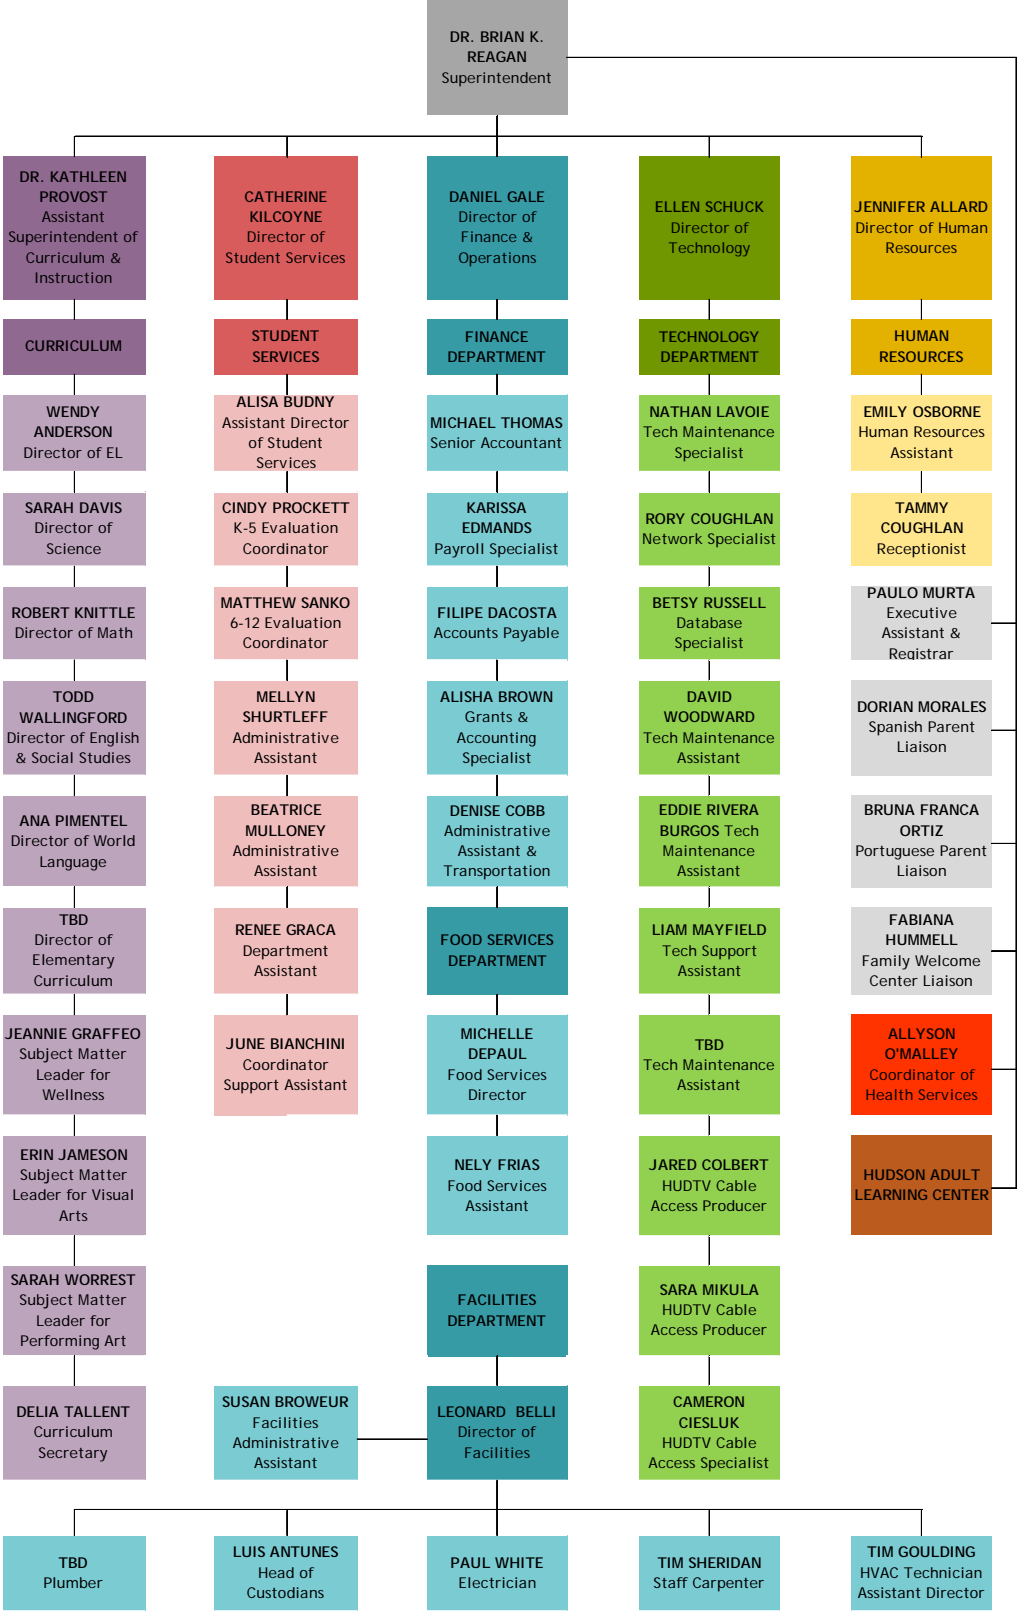 DR. BRIAN K.
REAGAN
Superintendent
DR. KATHLEEN
PROVOST
Assistant
Superintendent of
Curriculum &
Instruction
CATHERINE
KILCOYNE
Director of
Student Services
DANIEL GALE
Director of
Finance &
Operations
ELLEN SCHUCK
Director of
Technology
JENNIFER ALLARD
Director of Human
Resources
CURRICULUM
STUDENT
SERVICES
FINANCE
DEPARTMENT
TECHNOLOGY
DEPARTMENT
HUMAN
RESOURCES
WENDY
ANDERSON
Director of EL
ALISA BUDNY
Assistant Director
of Student
Services
MICHAEL THOMAS
Senior Accountant
NATHAN LAVOIE
Tech Maintenance
Specialist
EMILY OSBORNE
Human Resources
Assistant
SARAH DAVIS
Director of
Science
CINDY PROCKETT
K-5 Evaluation
Coordinator
KARISSA
EDMANDS
Payroll Specialist
RORY COUGHLAN
Network Specialist
TAMMY
COUGHLAN
Receptionist
ROBERT KNITTLE
Director of Math
MATTHEW SANKO
6-12 Evaluation
Coordinator
FILIPE DACOSTA
Accounts Payable
BETSY RUSSELL
Database
Specialist
PAULO MURTA
Executive
Assistant &
Registrar
TODD
WALLINGFORD
Director of English
& Social Studies
MELLYN
SHURTLEFF
Administrative
Assistant
ALISHA BROWN
Grants &
Accounting
Specialist
DAVID
WOODWARD
Tech Maintenance
Assistant
DORIAN MORALES
Spanish Parent
Liaison
ANA PIMENTEL
Director of World
Language
BEATRICE
MULLONEY
Administrative
Assistant
DENISE COBB
Administrative
Assistant &
Transportation
EDDIE RIVERA
BURGOS Tech
Maintenance
Assistant
BRUNA FRANCA
ORTIZ
Portuguese Parent
Liaison
TBD
Director of
Elementary
Curriculum
RENEE GRACA
Department
Assistant
FOOD SERVICES
DEPARTMENT
LIAM MAYFIELD
Tech Support
Assistant
FABIANA
HUMMELL
Family Welcome
Center Liaison
JEANNIE GRAFFEO
Subject Matter
Leader for
Wellness
JUNE BIANCHINI
Coordinator
Support Assistant
MICHELLE
DEPAUL
Food Services
Director
TBD
Tech Maintenance
Assistant
ALLYSON
O'MALLEY
Coordinator of
Health Services
ERIN JAMESON
Subject Matter
Leader for Visual
Arts
NELY FRIAS
Food Services
Assistant
JARED COLBERT
HUDTV Cable
Access Producer
HUDSON ADULT
LEARNING CENTER
SARAH WORREST
Subject Matter
Leader for
Performing Art
FACILITIES
DEPARTMENT
SARA MIKULA
HUDTV Cable
Access Producer
DELIA TALLENT
Curriculum
Secretary
SUSAN BROWEUR
Facilities
Administrative
Assistant
LEONARD BELLI
Director of
Facilities
CAMERON
CIESLUK
HUDTV Cable
Access Specialist
TBD
Plumber
LUIS ANTUNES
Head of
Custodians
PAUL WHITE
Electrician
TIM SHERIDAN
Staff Carpenter
TIM GOULDING
HVAC Technician
Assistant Director